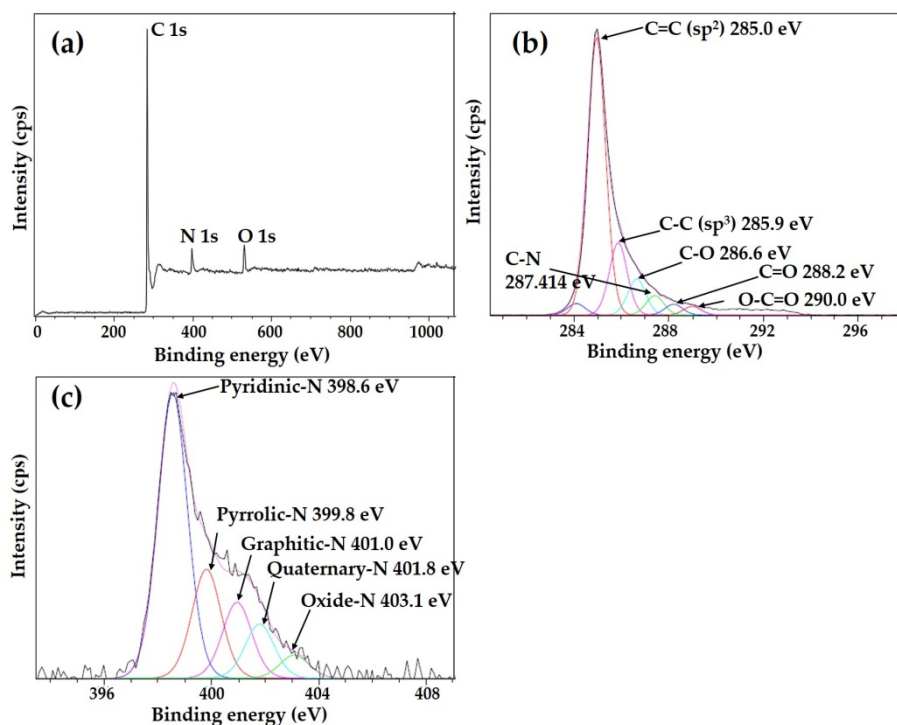 (a)
C 1s
N 1s
O 1s
Intensity (cps)
0 200 400 600 800 1000
Binding energy (eV)
(b)
C=C (sp²) 285.0 eV
C-C (sp³) 285.9 eV
C-N
287.414 eV
C-O 286.6 eV
C=O 288.2 eV
O-C=O 290.0 eV
Intensity (cps)
284 288 292 296
Binding energy (eV)
(c)
Pyridinic-N 398.6 eV
Pyrrolic-N 399.8 eV
Graphitic-N 401.0 eV
Quaternary-N 401.8 eV
Oxide-N 403.1 eV
Intensity (cps)
396 400 404 408
Binding energy (eV)